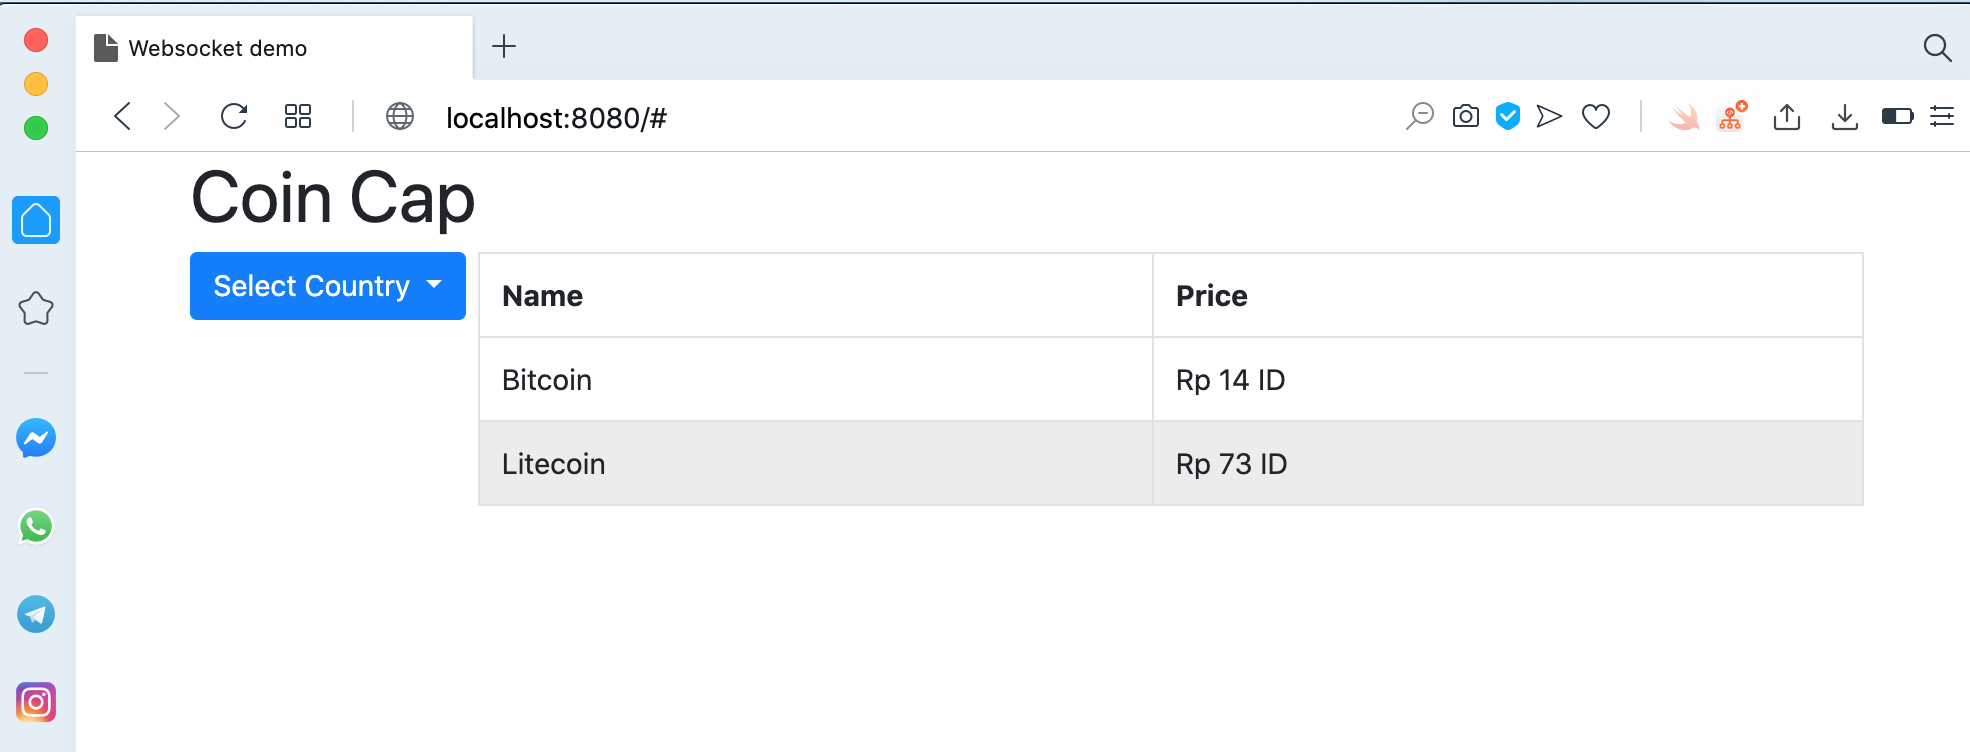 Websocket demo
localhost:8080/#
Coin Cap
Select Country
Name Price
Bitcoin Rp 14 ID
Litecoin Rp 73 ID